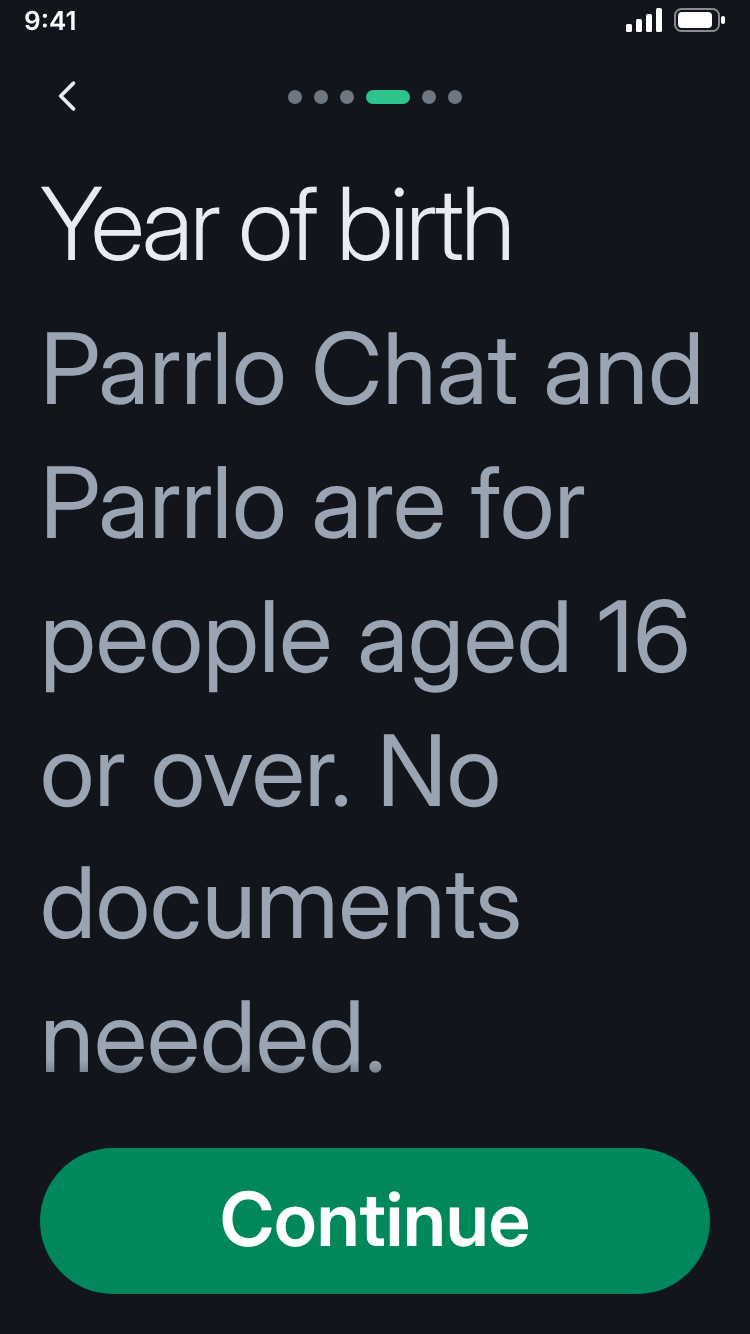 9:41
Year of birth
Parrlo Chat and
Parrlo are for
people aged 16
or over. No
documents
needed.
Continue